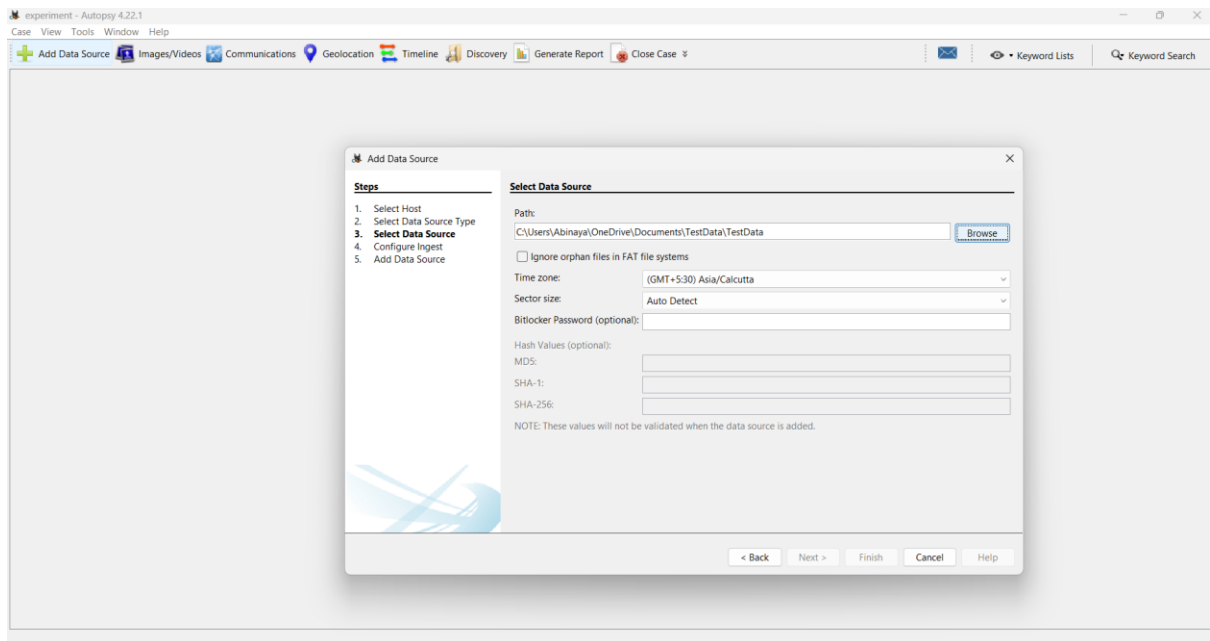 experiment - Autopsy 4.22.1
Case View Tools Window Help
Add Data Source Images/Videos Communications Geolocation Timeline Discovery Generate Report Close Case Keyword Lists Keyword Search
Add Data Source
Steps
1. Select Host
2. Select Data Source Type
3. Select Data Source
4. Configure Ingest
5. Add Data Source
Select Data Source
Path:
C:\Users\Abinaya\OneDrive\Documents\TestData\TestData
Browse
Ignore orphan files in FAT file systems
Time zone: (GMT+5:30) Asia/Calcutta
Sector size: Auto Detect
Bitlocker Password (optional):
Hash Values (optional):
MD5:
SHA-1:
SHA-256:
NOTE: These values will not be validated when the data source is added.
< Back Next > Finish Cancel Help